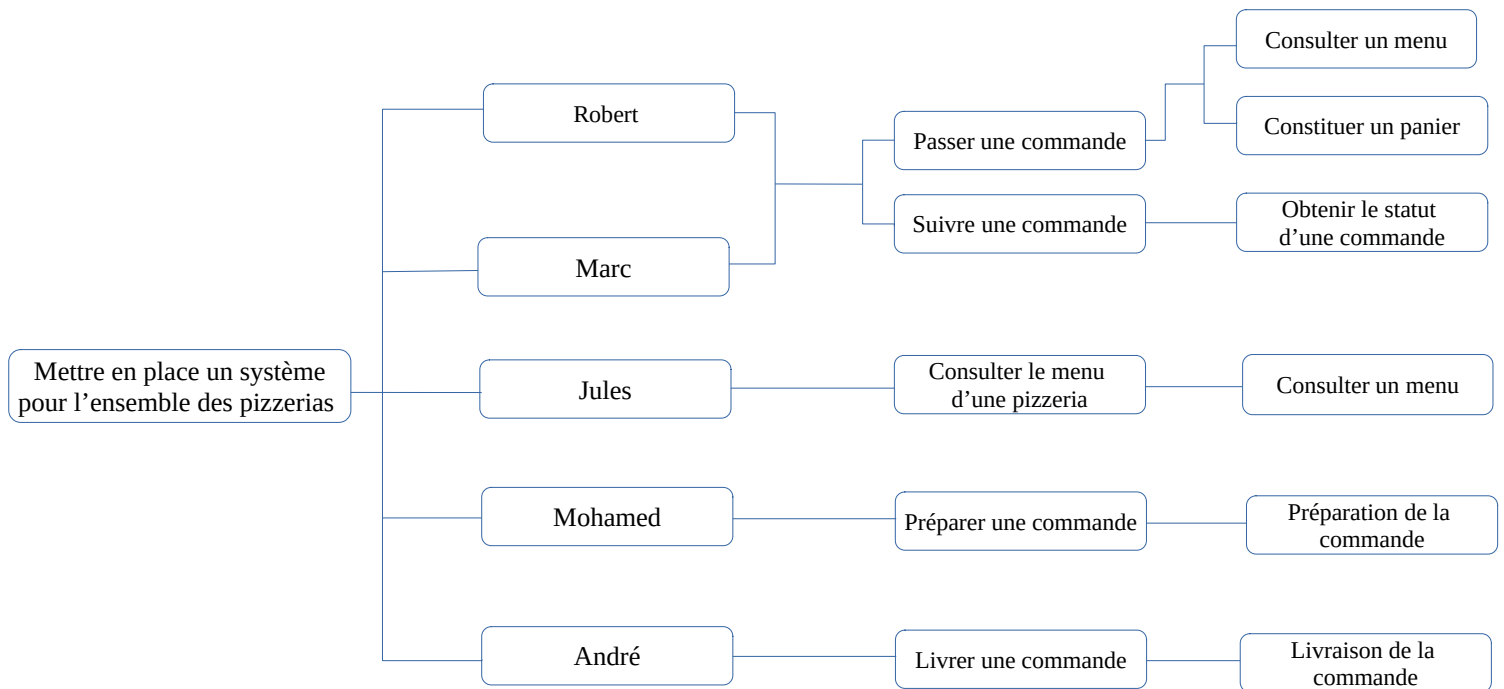 Consulter un menu
Robert
Passer une commande
Constituer un panier
Suivre une commande
Obtenir le statut
d’une commande
Marc
Mettre en place un système
pour l’ensemble des pizzerias
Jules
Consulter le menu
d’une pizzeria
Consulter un menu
Mohamed
Préparer une commande
Préparation de la
commande
André
Livrer une commande
Livraison de la
commande